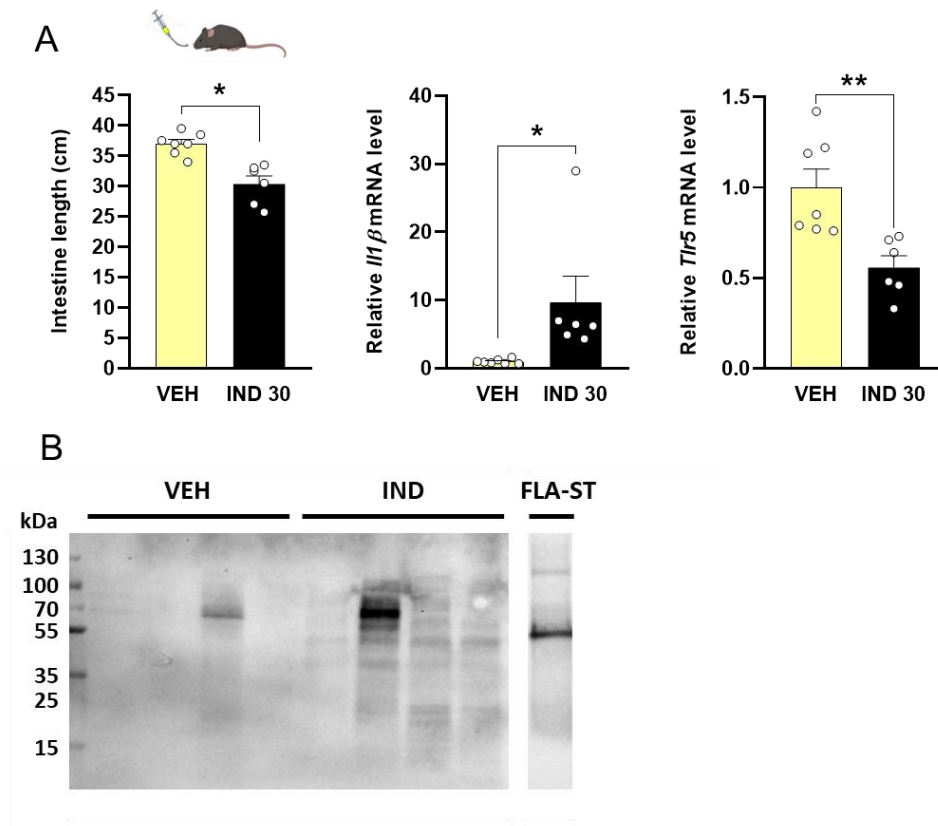 A
Intestine length (cm)
45
40
35
30
25
20
15
10
5
0
*
VEH IND 30
Relative Il1β mRNA level
40
30
20
10
0
*
VEH IND 30
Relative Tlr5 mRNA level
1.5
1.0
0.5
0.0
**
VEH IND 30
B
VEH IND FLA-ST
kDa
130
100
70
55
35
25
15